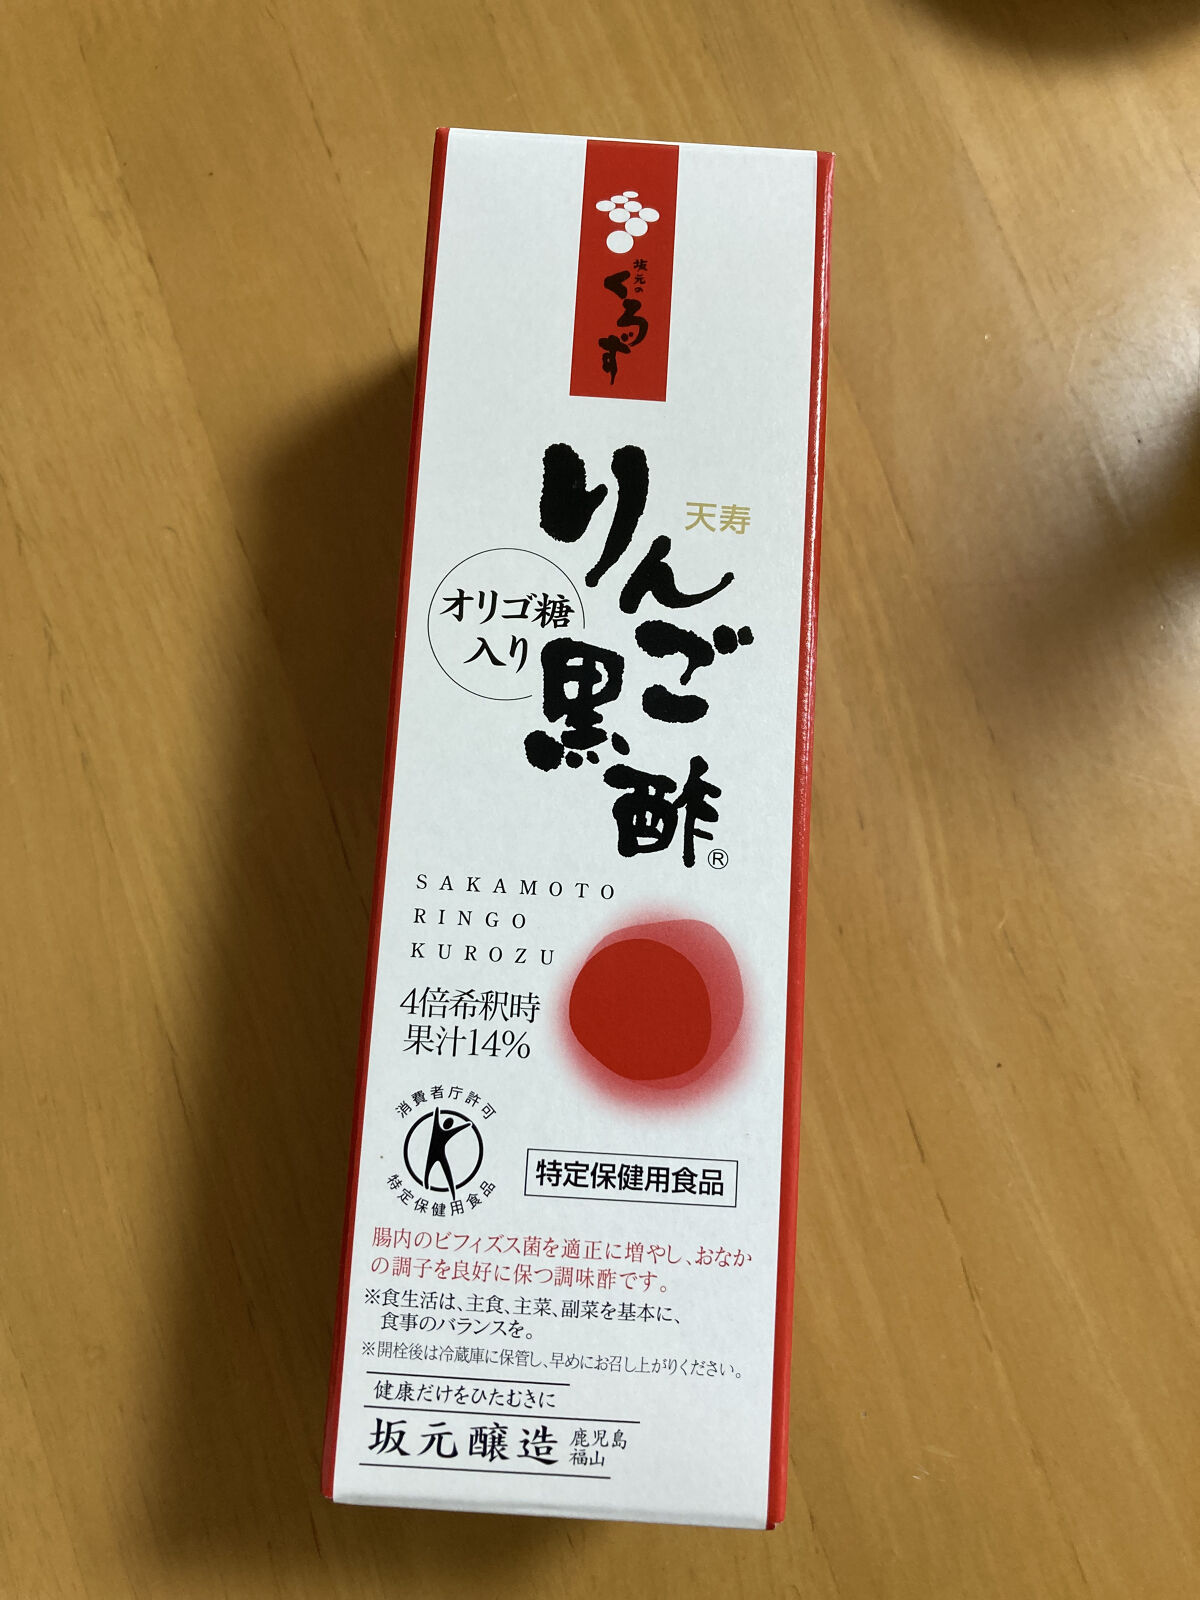 坂元の
くろず
天寿
りんご
黒酢®
オリゴ糖
入り
SAKAMOTO
RINGO
KUROZU
4倍希釈時
果汁14%
消費者庁許可
特定保健用食品
特定保健用食品
腸内のビフィズス菌を適正に増やし、おなか
の調子を良好に保つ調味酢です。
※食生活は、主食、主菜、副菜を基本に、
食事のバランスを。
※開栓後は冷蔵庫に保管し、早めにお召し上がりください。
健康だけをひたむきに
坂元醸造
鹿児島
福山